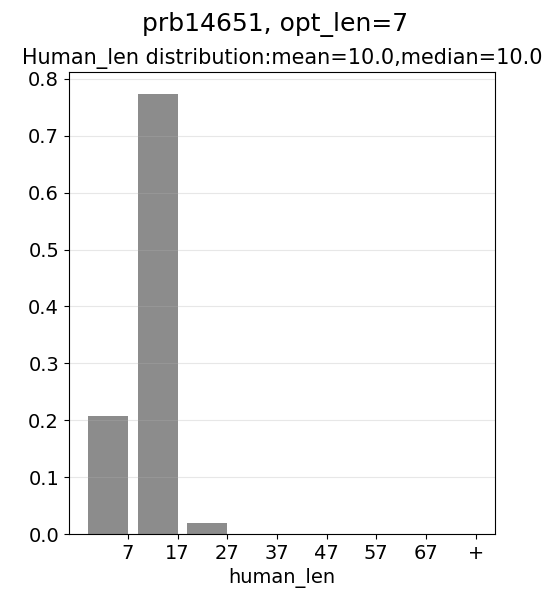 prb14651, opt_len=7
Human_len distribution:mean=10.0,median=10.0
0.8
0.7
0.6
0.5
0.4
0.3
0.2
0.1
0.0
7 17 27 37 47 57 67 +
human_len